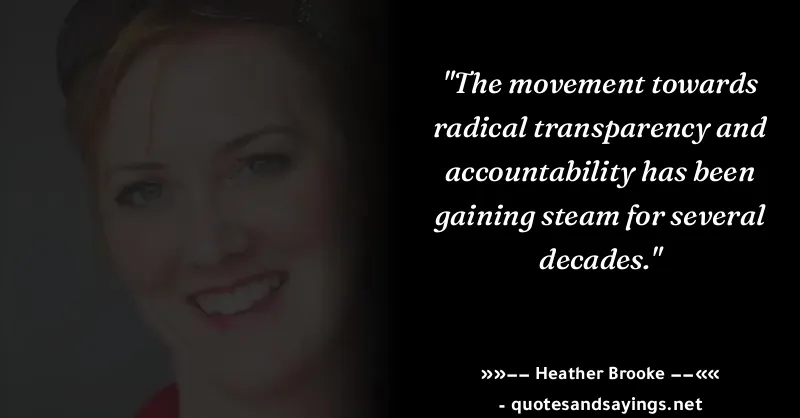 "The movement towards
radical transparency and
accountability has been
gaining steam for several
decades."
»»−− Heather Brooke −−««
- quotesandsayings.net